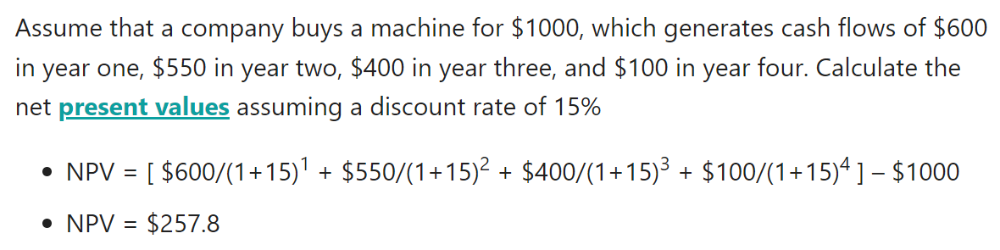 Assume that a company buys a machine for $1000, which generates cash flows of $600
in year one, $550 in year two, $400 in year three, and $100 in year four. Calculate the
net present values assuming a discount rate of 15%
• NPV = [ $600/(1+15)¹ + $550/(1+15)² + $400/(1+15)³ + $100/(1+15)⁴ ] – $1000
• NPV = $257.8